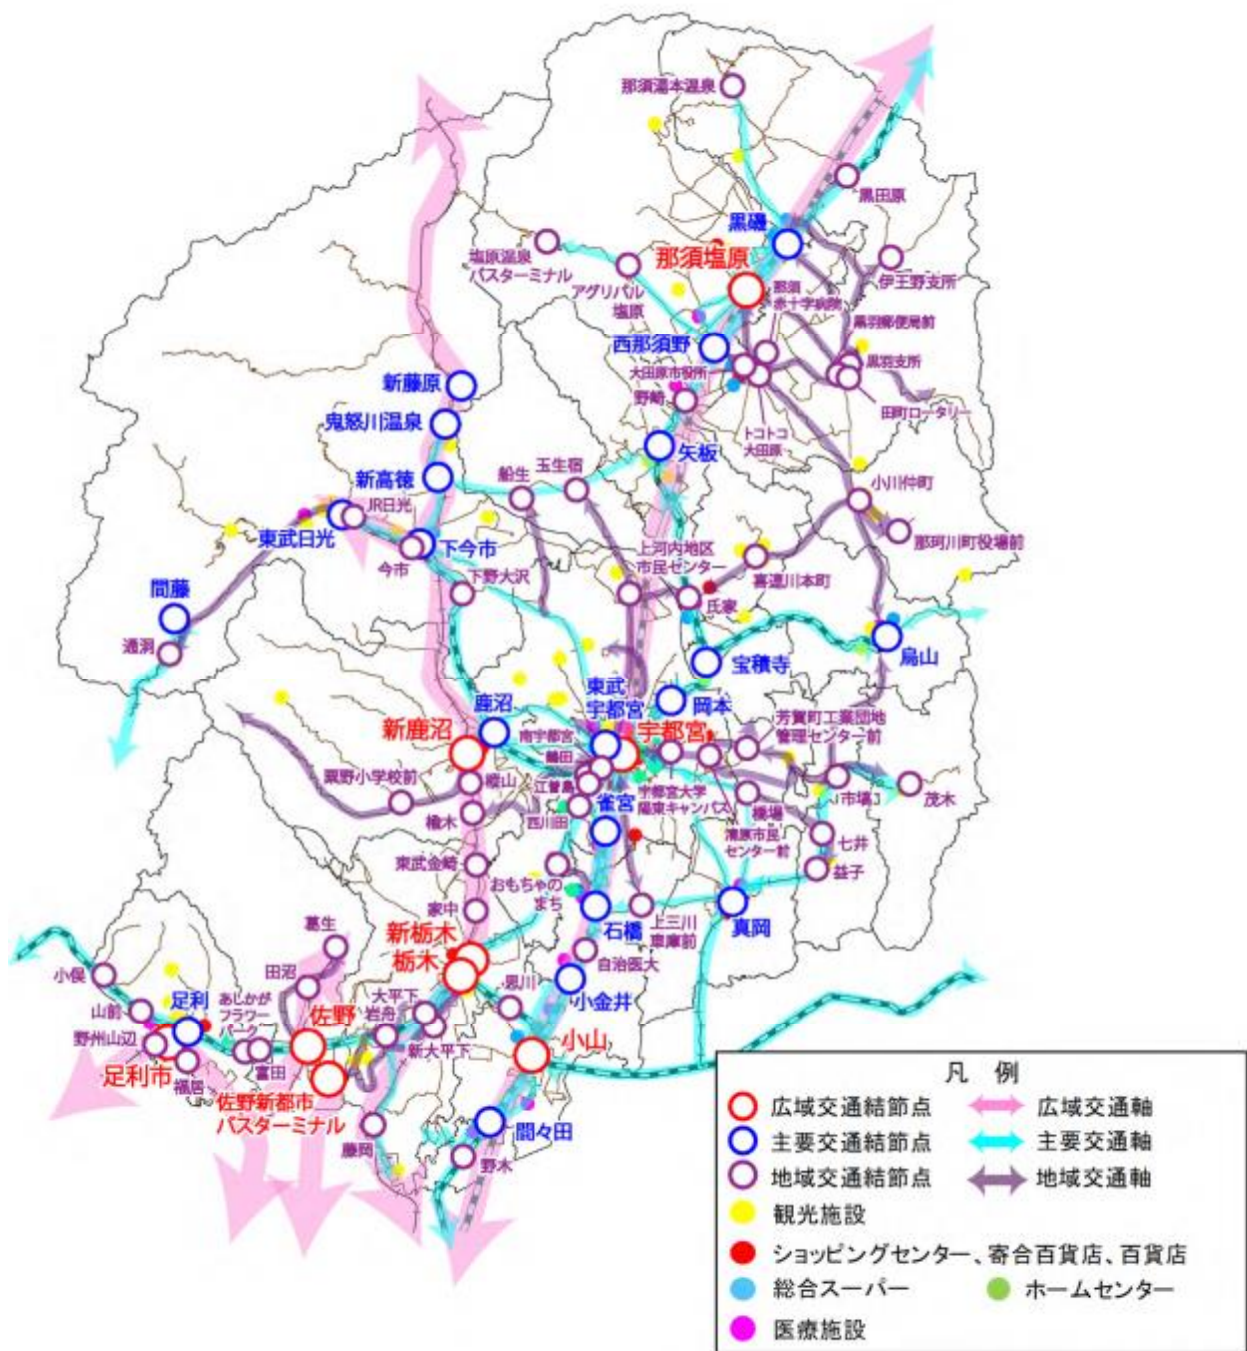 那須湯本温泉
黒田原
黒磯
那須塩原
塩原温泉
バスターミナル
アグリパル
塩原
伊王野支所
那須
赤十字病院
黒羽郵便局前
西那須野
大田原市役所
黒羽支所
新藤原
野崎
田町ロータリー
鬼怒川温泉
トコトコ
大田原
矢板
新高徳
船生
玉生宿
小川仲町
JR日光
東武日光
下今市
今市
那珂川町役場前
上河内地区
市民センター
喜連川本町
下野大沢
氏家
間藤
通洞
烏山
宝積寺
東武
宇都宮
岡本
鹿沼
新鹿沼
南宇都宮
宇都宮
芳賀町工業団地
管理センター前
鶴田
粟野小学校前
樅山
江曽島
宇都宮大学
陽東キャンパス
市塙
茂木
雀宮
西川田
楡木
橋場
清原市民
センター前
七井
益子
東武金崎
おもちゃの
まち
家中
石橋
上三川
車庫前
真岡
新栃木
栃木
葛生
自治医大
田沼
小俣
思川
小金井
山前
足利
あしかが
フラワー
パーク
大平下
岩舟
佐野
野州山辺
小山
新大平下
足利市
福居
富田
佐野新都市
バスターミナル
間々田
藤岡
野木
凡 例
広域交通結節点
広域交通軸
主要交通結節点
主要交通軸
地域交通結節点
地域交通軸
観光施設
ショッピングセンター、寄合百貨店、百貨店
総合スーパー
ホームセンター
医療施設